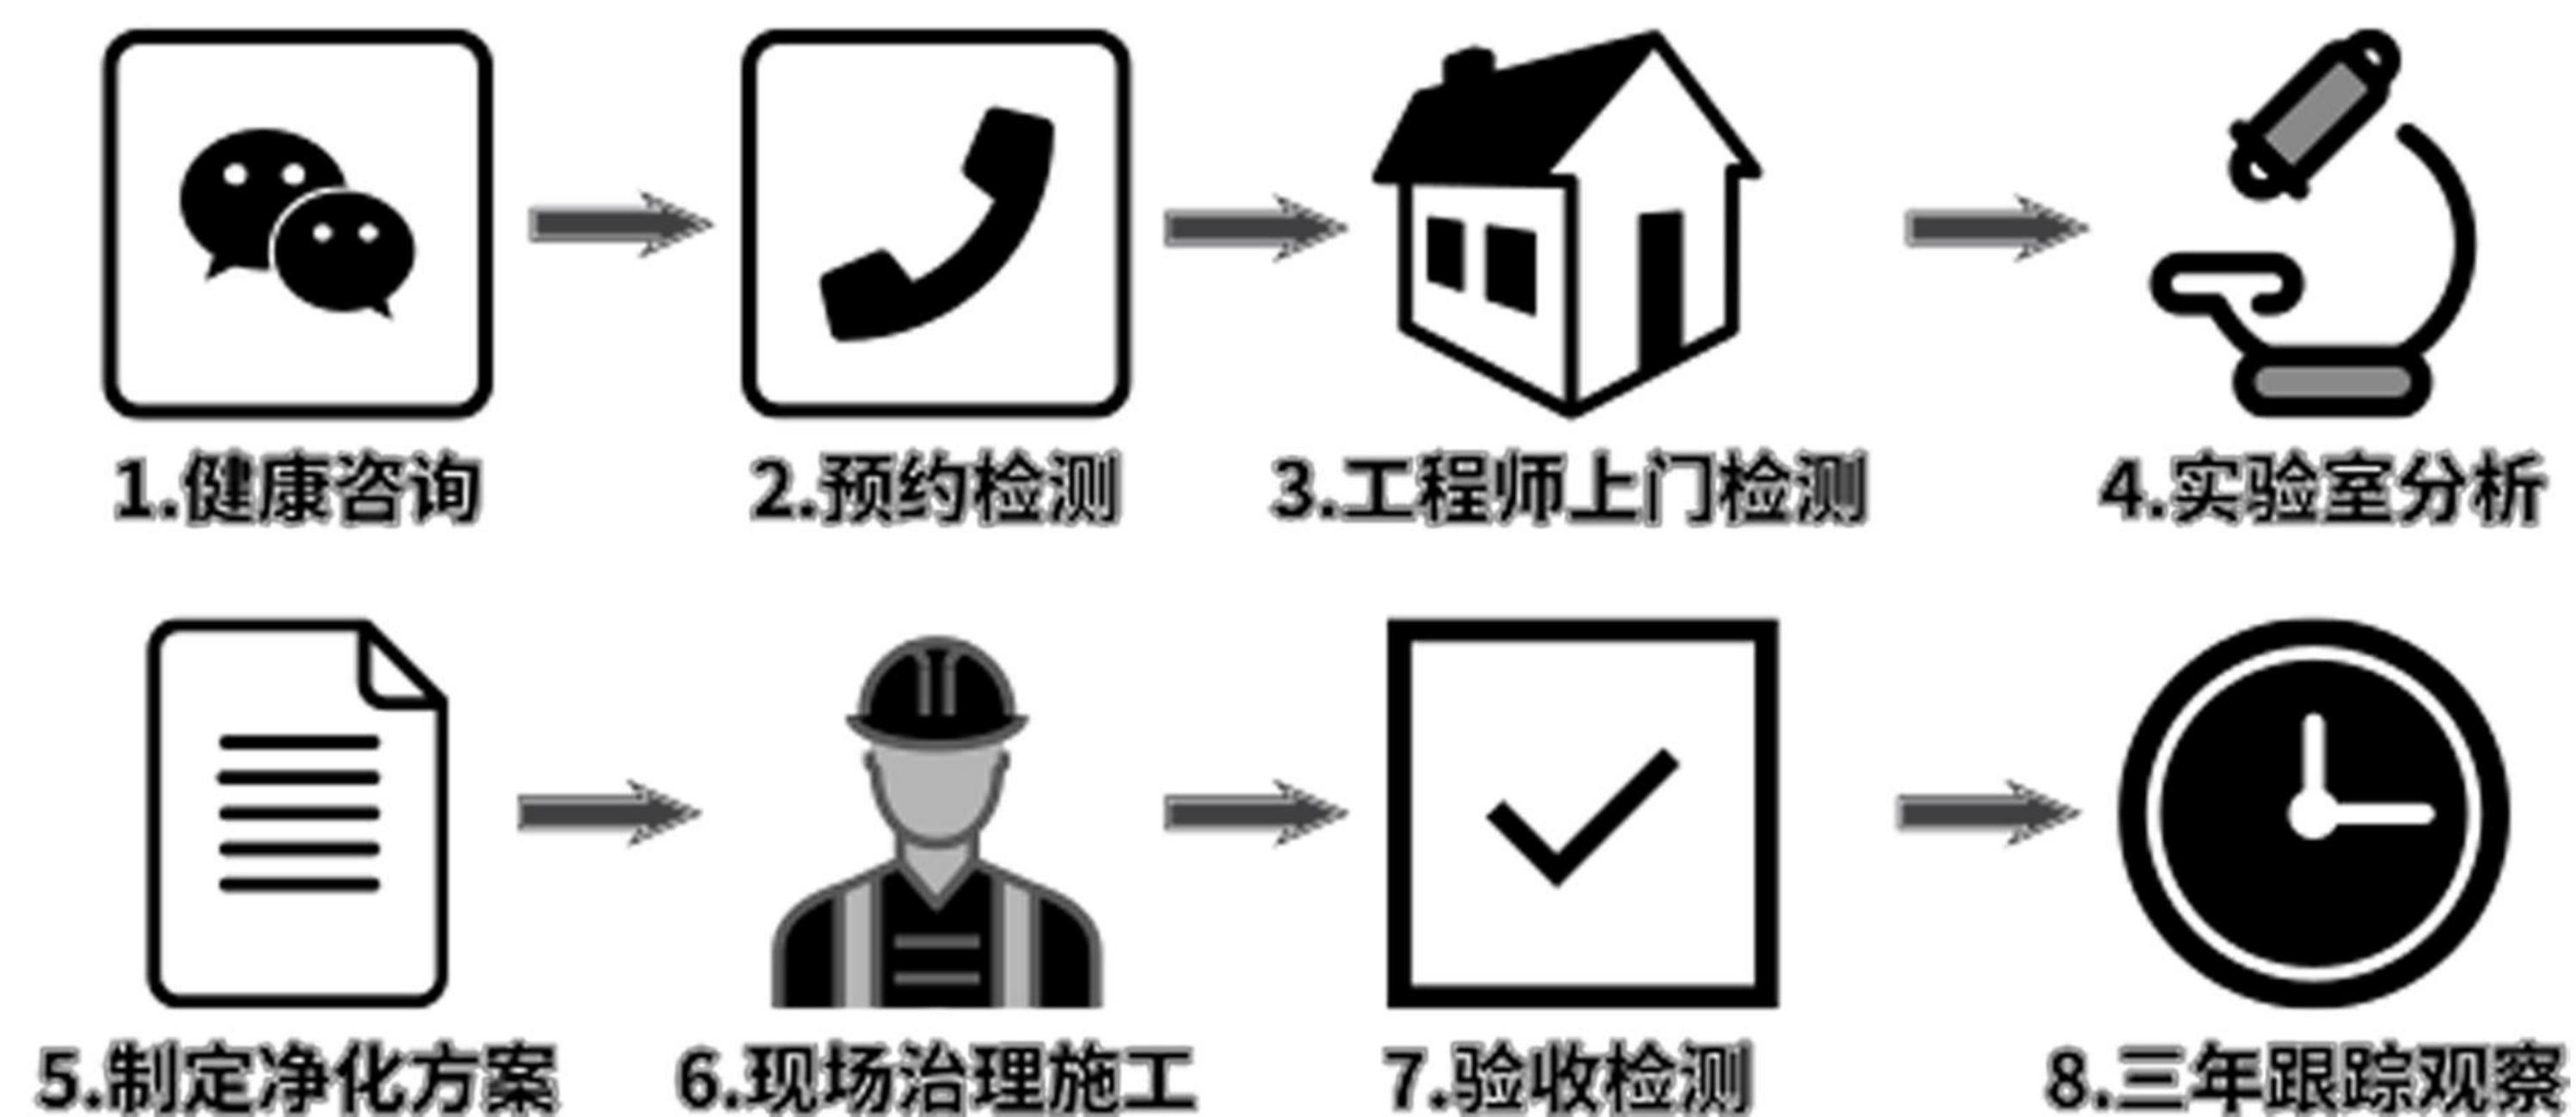 1.健康咨询
2.预约检测
3.工程师上门检测
4.实验室分析
5.制定净化方案
6.现场治理施工
7.验收检测
8.三年跟踪观察